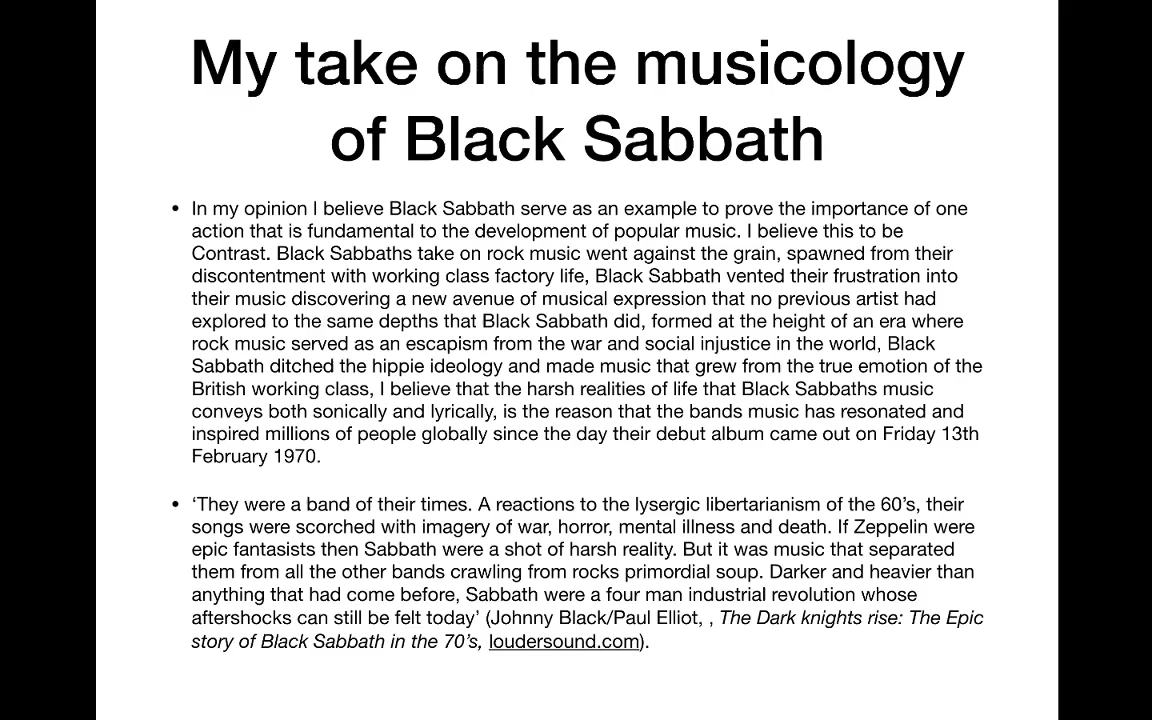 My take on the musicology
of Black Sabbath
• In my opinion I believe Black Sabbath serve as an example to prove the importance of one
action that is fundamental to the development of popular music. I believe this to be
Contrast. Black Sabbaths take on rock music went against the grain, spawned from their
discontentment with working class factory life, Black Sabbath vented their frustration into
their music discovering a new avenue of musical expression that no previous artist had
explored to the same depths that Black Sabbath did, formed at the height of an era where
rock music served as an escapism from the war and social injustice in the world, Black
Sabbath ditched the hippie ideology and made music that grew from the true emotion of the
British working class, I believe that the harsh realities of life that Black Sabbaths music
conveys both sonically and lyrically, is the reason that the bands music has resonated and
inspired millions of people globally since the day their debut album came out on Friday 13th
February 1970.
• ‘They were a band of their times. A reactions to the lysergic libertarianism of the 60’s, their
songs were scorched with imagery of war, horror, mental illness and death. If Zeppelin were
epic fantasists then Sabbath were a shot of harsh reality. But it was music that separated
them from all the other bands crawling from rocks primordial soup. Darker and heavier than
anything that had come before, Sabbath were a four man industrial revolution whose
aftershocks can still be felt today’ (Johnny Black/Paul Elliot, , The Dark knights rise: The Epic
story of Black Sabbath in the 70’s, loudersound.com).